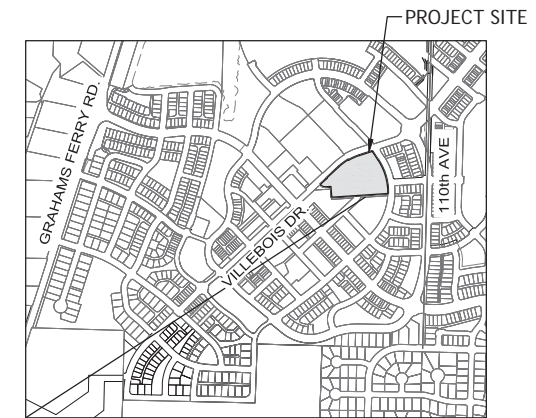 PROJECT SITE
GRAHAMS FERRY RD.
110th AVE
VILLEBOIS DR.